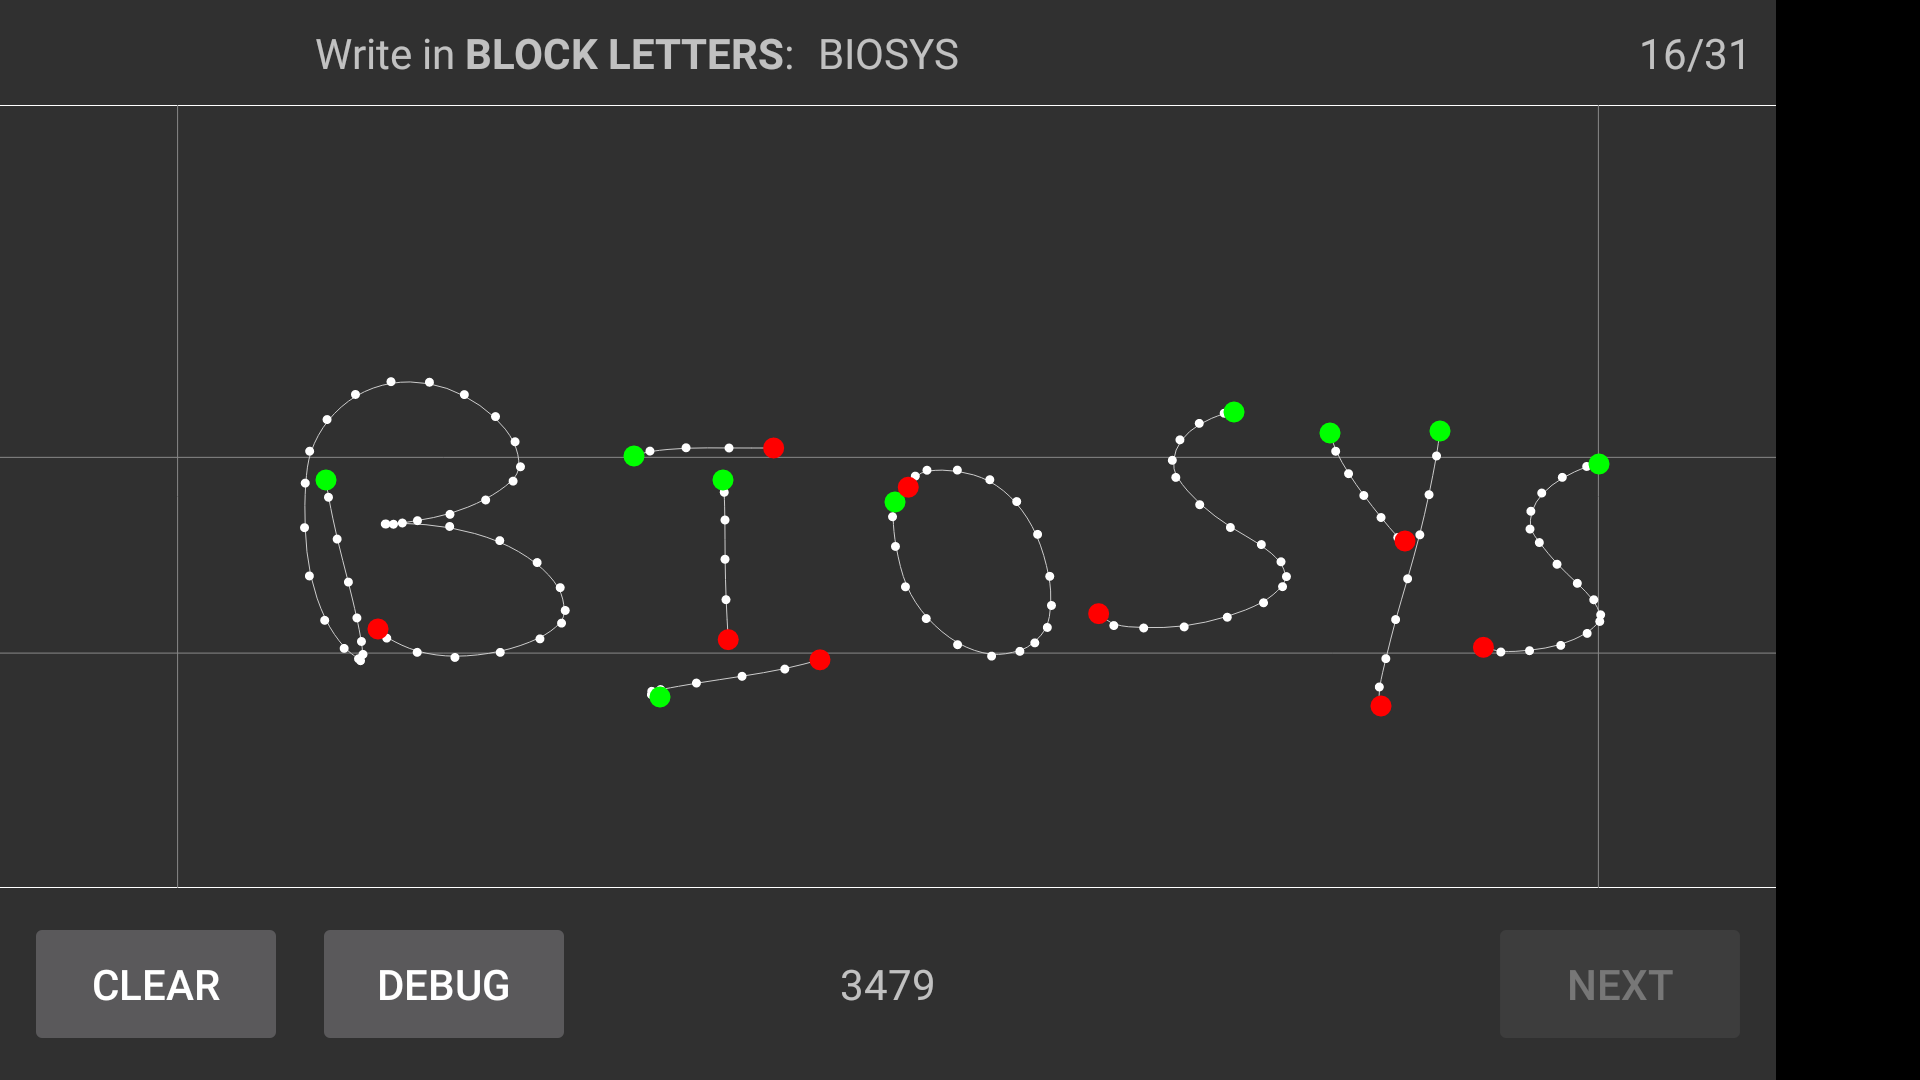 Write in BLOCK LETTERS: BIOSYS 16/31
BIOSYS
CLEAR DEBUG 3479 NEXT